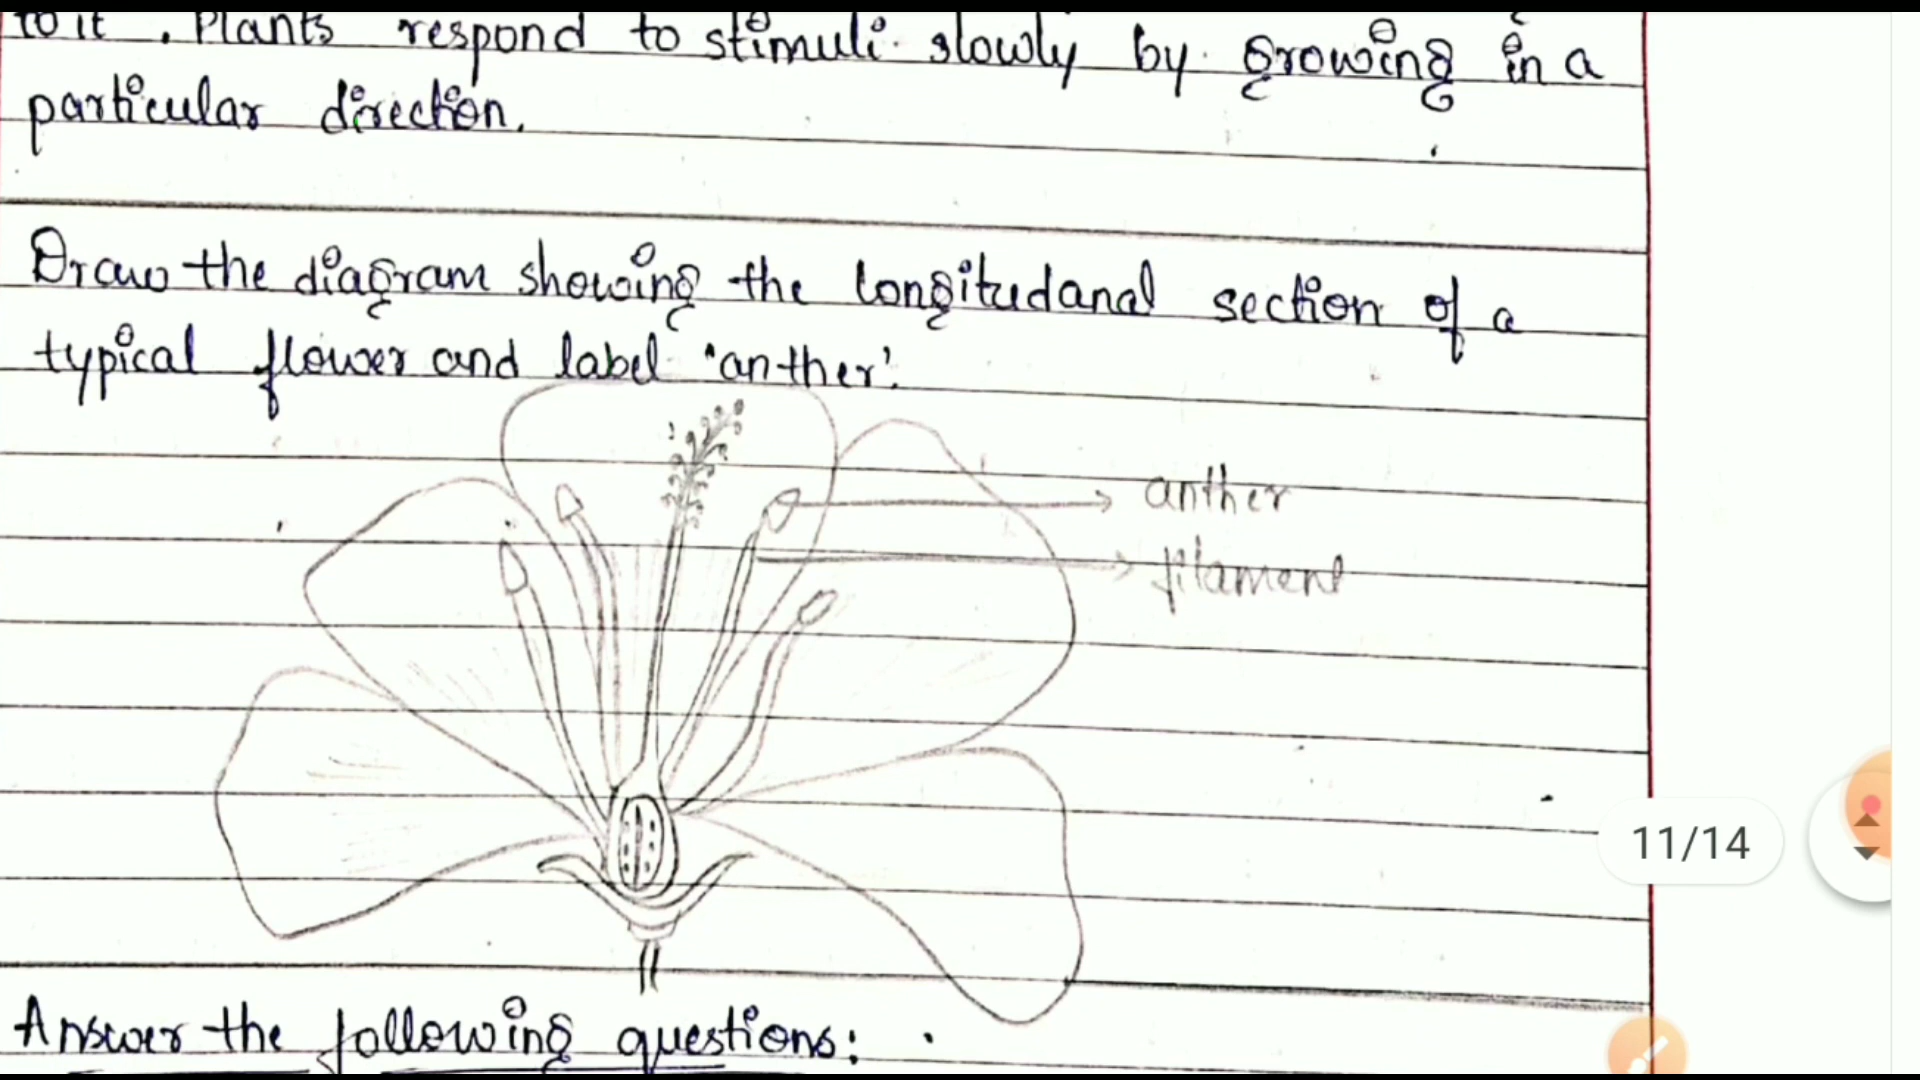 to it. Plants respond to stimuli slowly by growing in a
particular direction.
Draw the diagram showing the longitudanal section of a
typical flower and label 'anther'.
anther
filament
11/14
Answer the following questions: